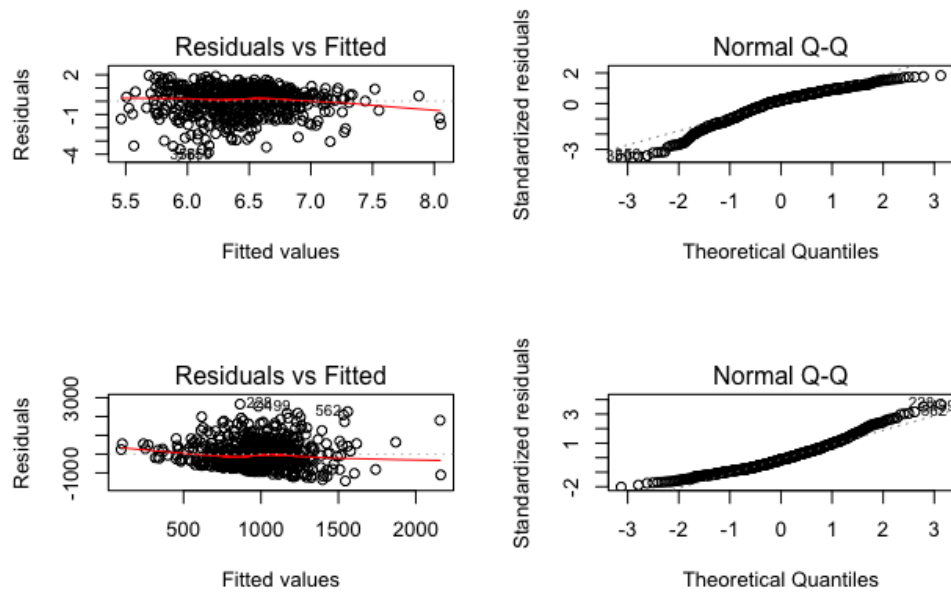 Residuals vs Fitted
Residuals
2
-1
-4
5.5 6.0 6.5 7.0 7.5 8.0
Fitted values
Normal Q-Q
Standardized residuals
2
0
-3
-3 -2 -1 0 1 2 3
Theoretical Quantiles
Residuals vs Fitted
Residuals
3000
-1000
562
500 1000 1500 2000
Fitted values
Normal Q-Q
Standardized residuals
3
1
-2
-3 -2 -1 0 1 2 3
Theoretical Quantiles